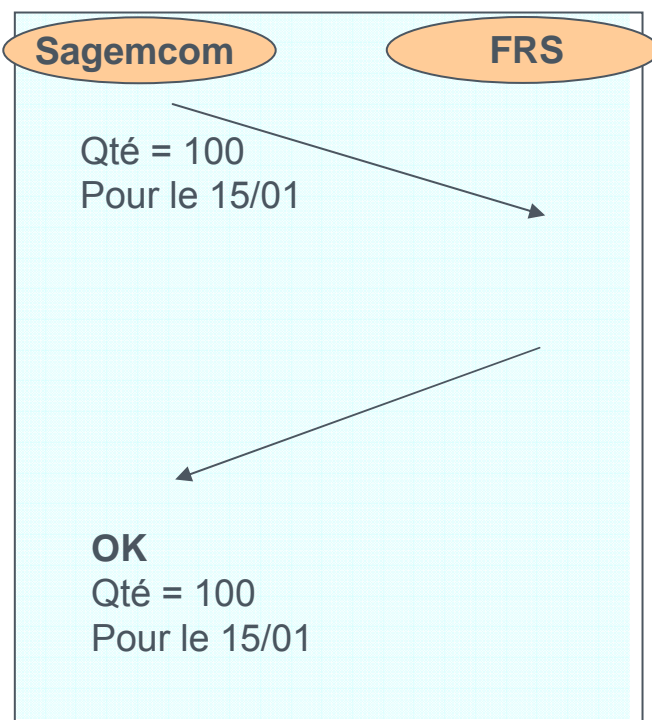 Sagemcom
FRS
Qté = 100
Pour le 15/01
OK
Qté = 100
Pour le 15/01